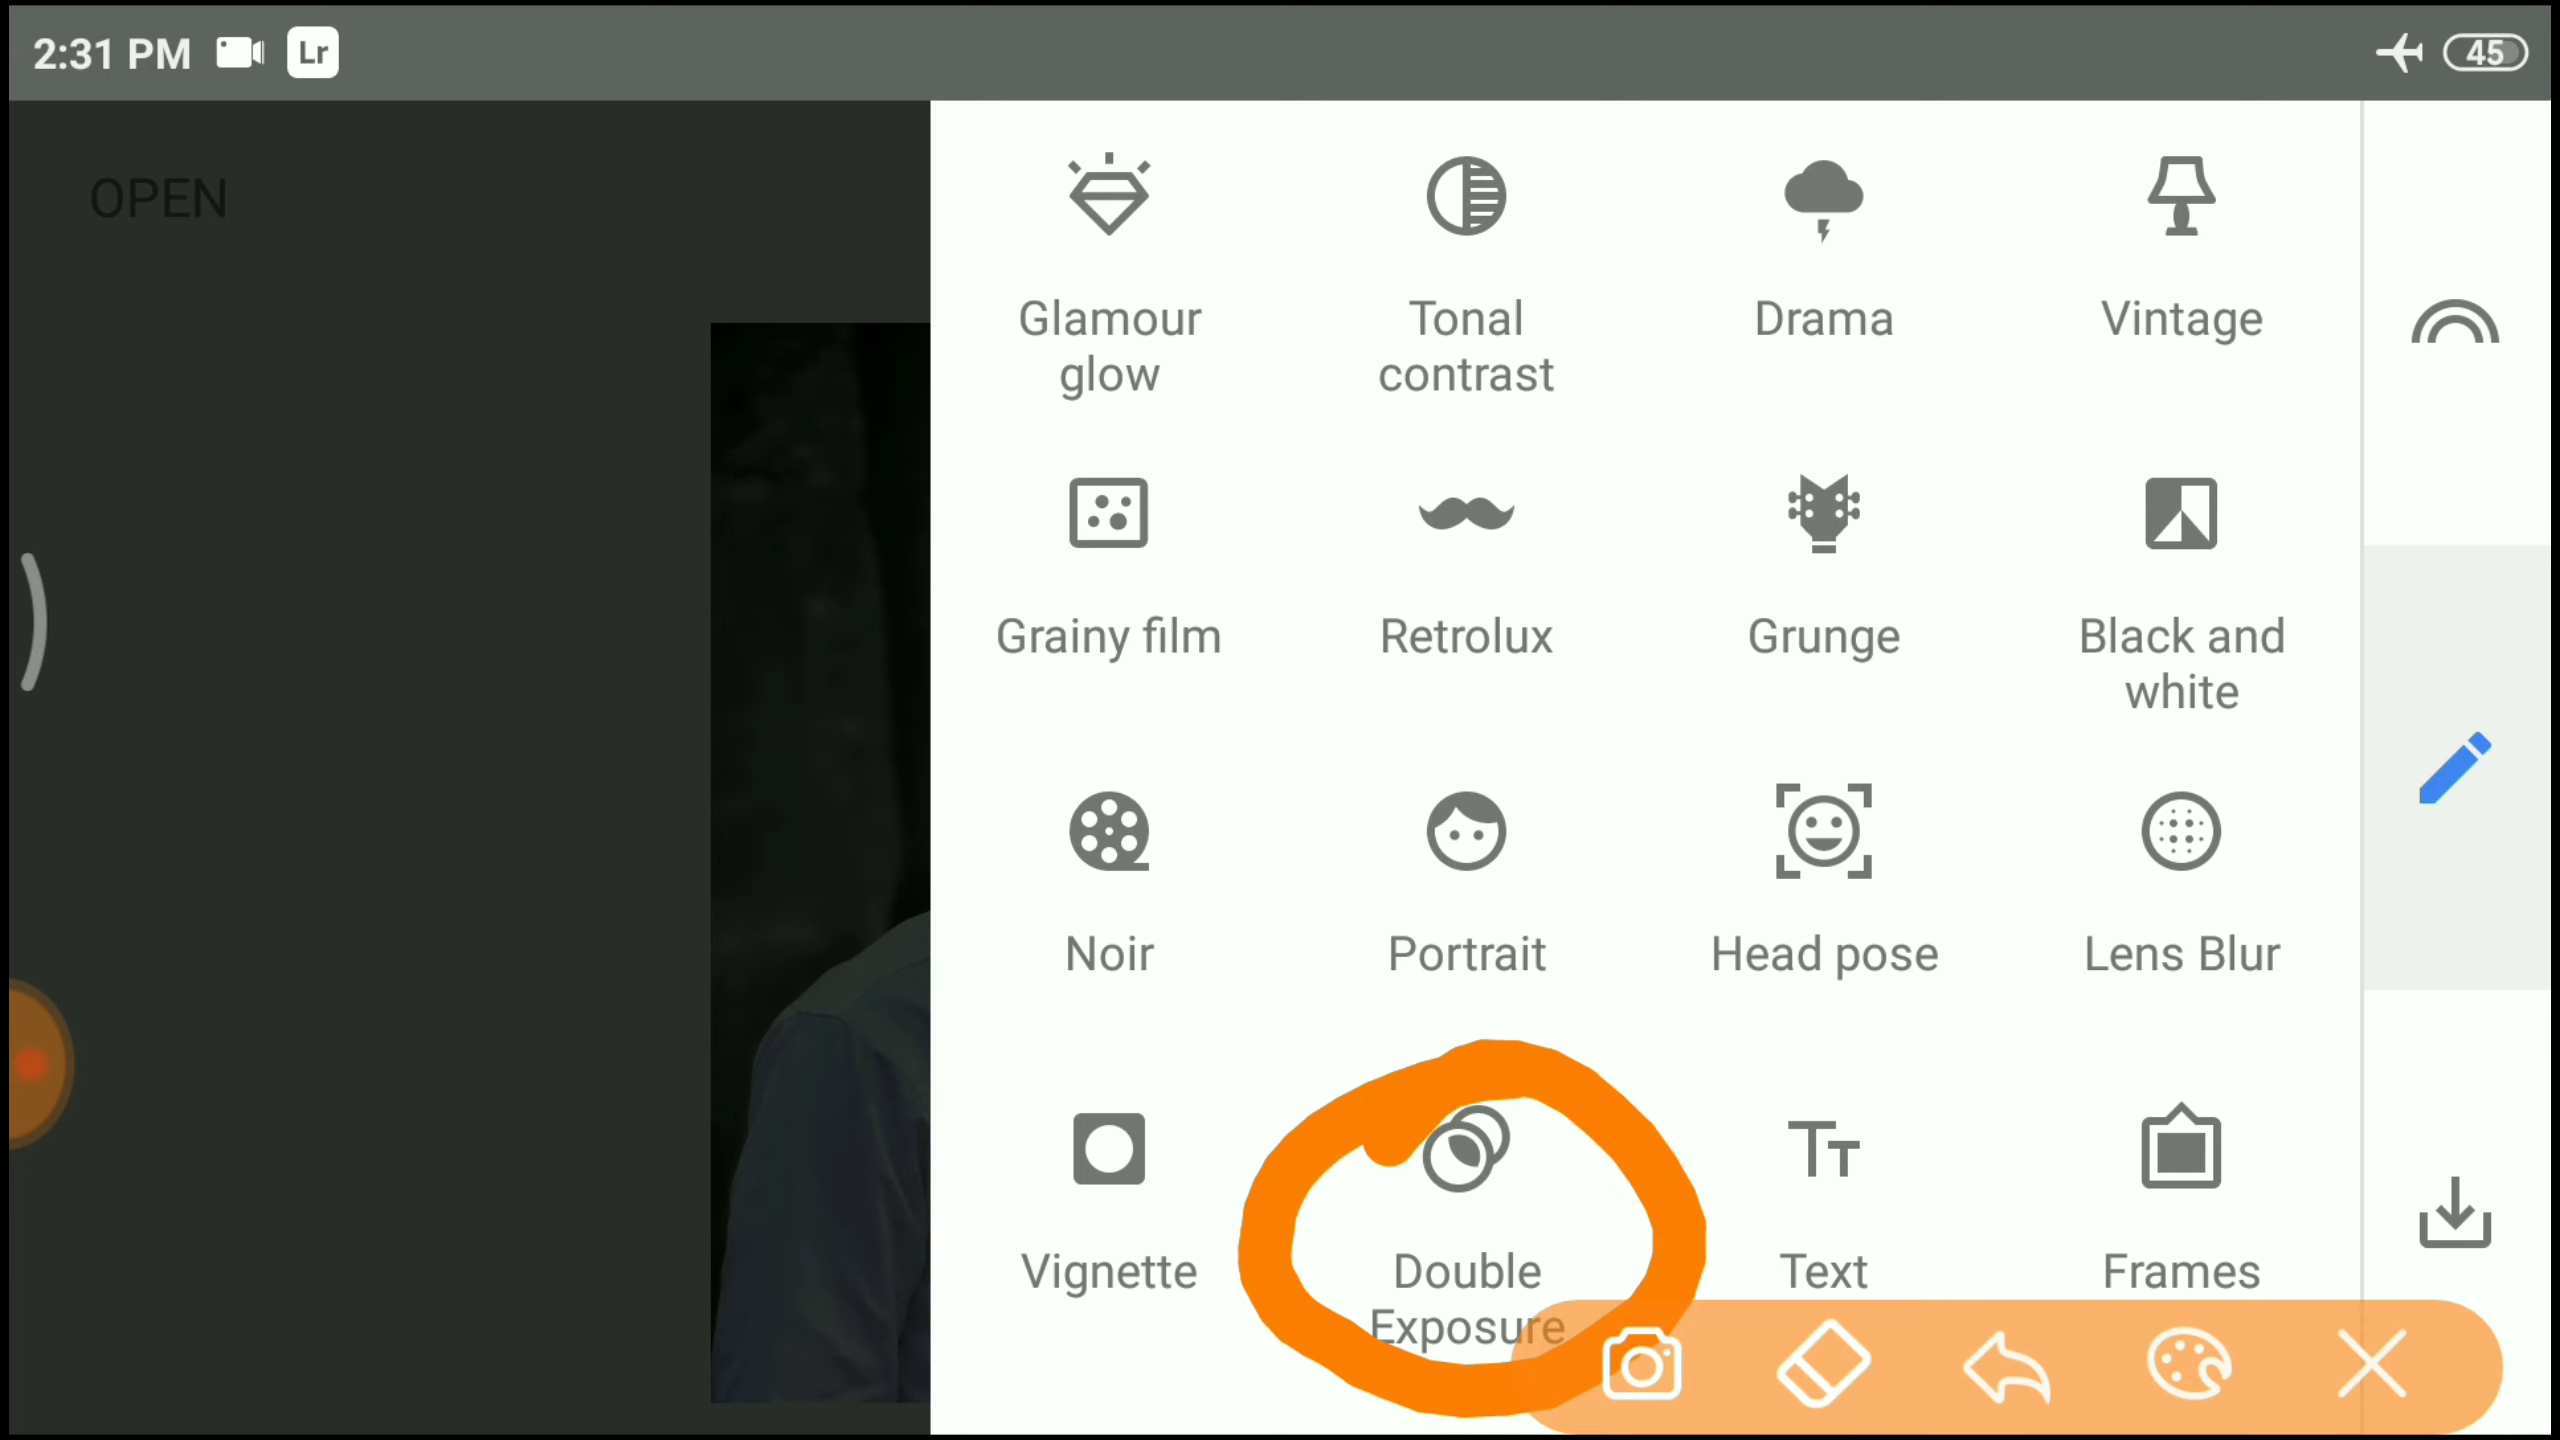 2:31 PM Lr 45
OPEN
Glamour glow
Tonal contrast
Drama
Vintage
Grainy film
Retrolux
Grunge
Black and white
Noir
Portrait
Head pose
Lens Blur
Vignette
Double Exposure
Text
Frames